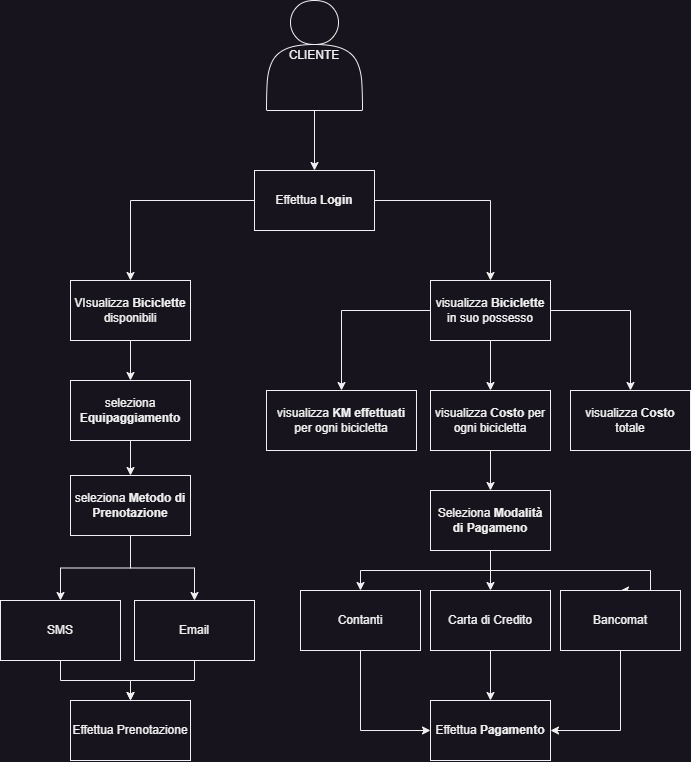 CLIENTE
Effettua Login
VIsualizza Biciclette
disponibili
visualizza Biciclette
in suo possesso
seleziona
Equipaggiamento
visualizza KM effettuati
per ogni bicicletta
visualizza Costo per
ogni bicicletta
visualizza Costo
totale
seleziona Metodo di
Prenotazione
Seleziona Modalità
di Pagameno
SMS
Email
Contanti
Carta di Credito
Bancomat
Effettua Prenotazione
Effettua Pagamento